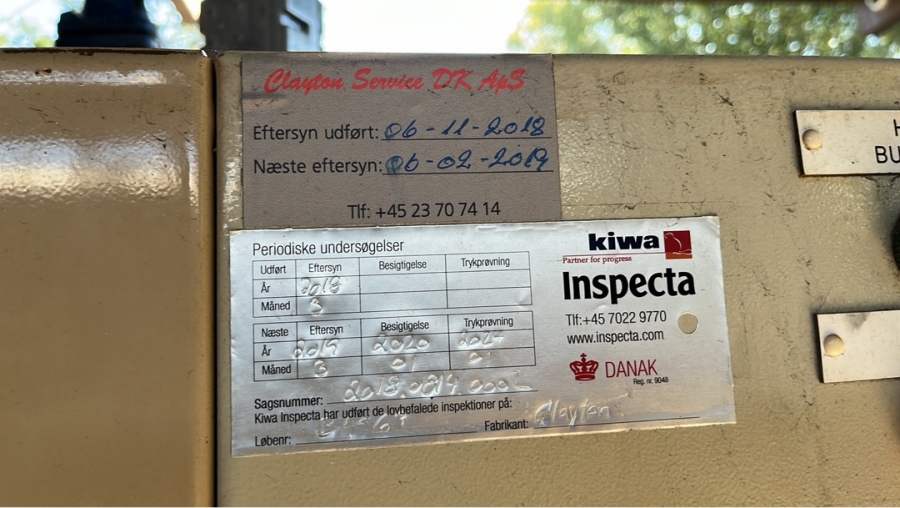 Clayton Service DK ApS
Eftersyn udført: 06-11-2018
Næste eftersyn: 06-02-2019
Tlf: +45 23 70 74 14
Periodiske undersøgelser
kiwa
Partner for progress
Inspecta
Tlf:+45 7022 9770
www.inspecta.com
DANAK
Reg. nr. 9048
Udført Eftersyn Besigtigelse Trykprøvning
År 2018
Måned 3
Næste Eftersyn Besigtigelse Trykprøvning
År 2019 2020
Måned 3 01
Sagsnummer:
Kiwa Inspecta har udført de lovbefalede inspektioner på:
Løbenr: Fabrikant: Clayton
H
BU